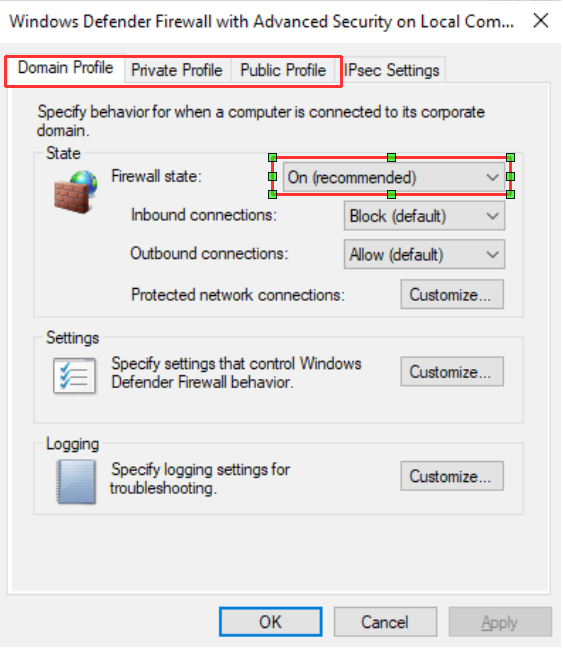 Windows Defender Firewall with Advanced Security on Local Com...
Domain Profile Private Profile Public Profile IPsec Settings
Specify behavior for when a computer is connected to its corporate
domain.
State
Firewall state: On (recommended)
Inbound connections: Block (default)
Outbound connections: Allow (default)
Protected network connections: Customize...
Settings
Specify settings that control Windows
Defender Firewall behavior.
Customize...
Logging
Specify logging settings for
troubleshooting.
Customize...
OK Cancel Apply